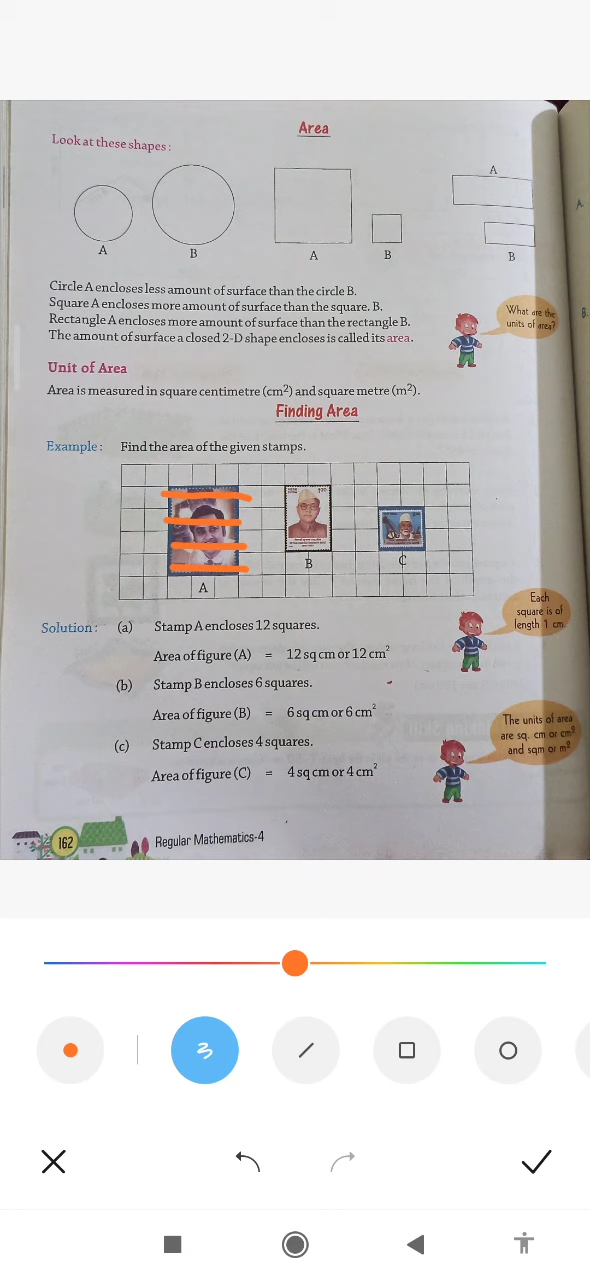 Area
Look at these shapes :
A
B
A
B
A
B
Circle A encloses less amount of surface than the circle B.
Square A encloses more amount of surface than the square. B.
Rectangle A encloses more amount of surface than the rectangle B.
The amount of surface a closed 2-D shape encloses is called its area.
What are the
units of area?
Unit of Area
Area is measured in square centimetre (cm²) and square metre (m²).
Finding Area
Example : Find the area of the given stamps.
A
B
C
Each
square is of
length 1 cm.
Solution : (a) Stamp A encloses 12 squares.
Area of figure (A) = 12 sq cm or 12 cm²
(b) Stamp B encloses 6 squares.
Area of figure (B) = 6 sq cm or 6 cm²
(c) Stamp C encloses 4 squares.
Area of figure (C) = 4 sq cm or 4 cm²
The units of area
are sq. cm or cm²
and sqm or m²
162 Regular Mathematics-4
A.
B.